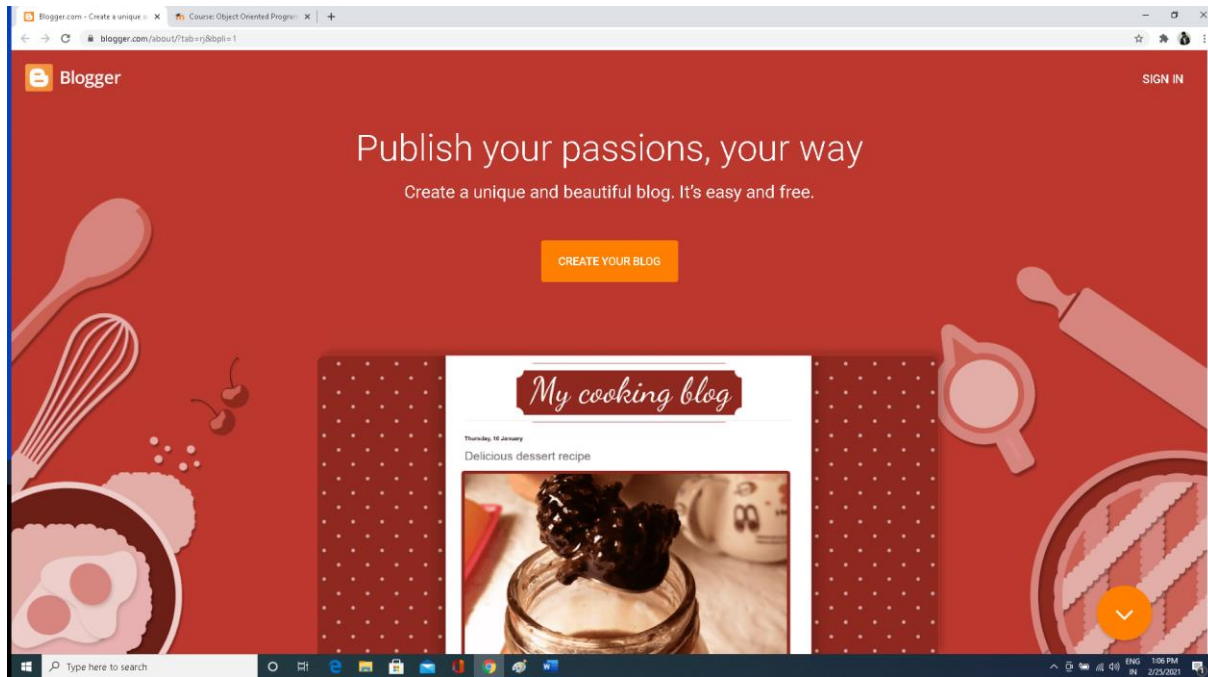 Blogger.com - Create a unique a
Course: Object Oriented Program
blogger.com/about/?tab=rj&bpli=1
Blogger
SIGN IN
Publish your passions, your way
Create a unique and beautiful blog. It's easy and free.
CREATE YOUR BLOG
My cooking blog
Thursday, 16 January
Delicious dessert recipe
Type here to search
ENG
IN
1:06 PM
2/25/2021